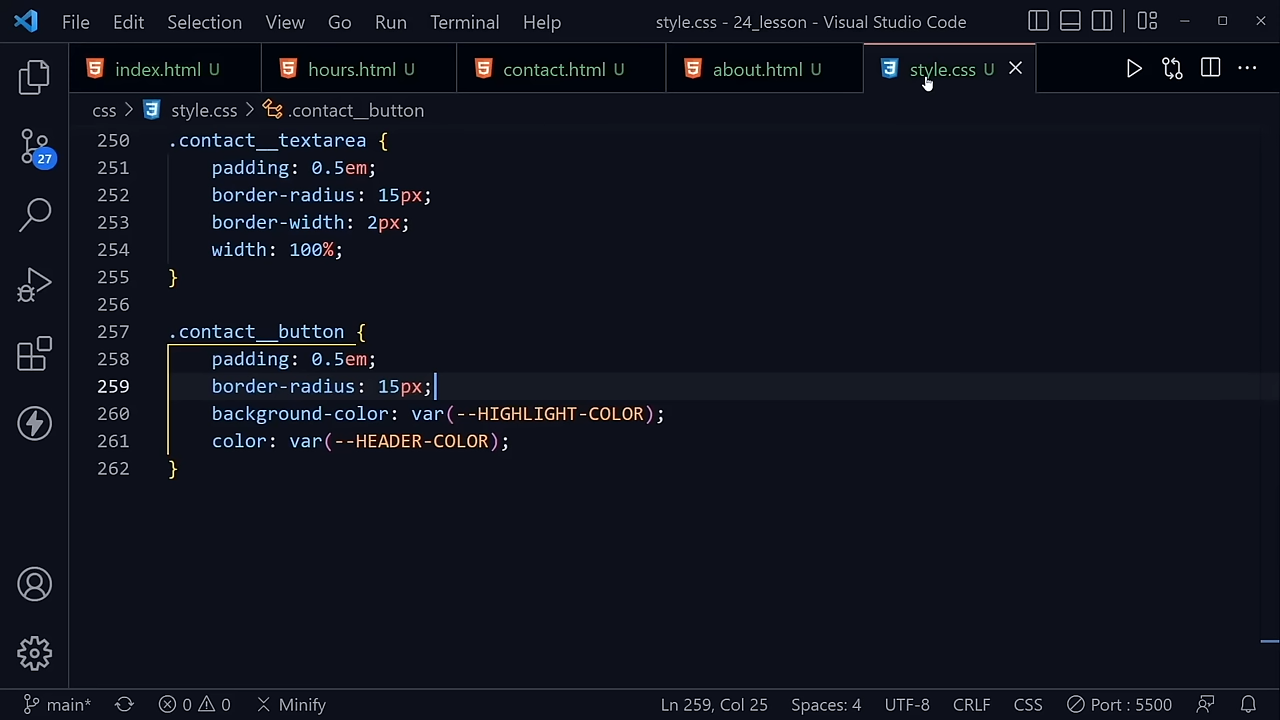 File Edit Selection View Go Run Terminal Help style.css - 24_lesson - Visual Studio Code
index.html U hours.html U contact.html U about.html U style.css U
css > style.css > .contact__button
250 .contact__textarea {
251 padding: 0.5em;
252 border-radius: 15px;
253 border-width: 2px;
254 width: 100%;
255 }
256
257 .contact__button {
258 padding: 0.5em;
259 border-radius: 15px;
260 background-color: var(--HIGHLIGHT-COLOR);
261 color: var(--HEADER-COLOR);
262 }
27
main* 0 0 Minify Ln 259, Col 25 Spaces: 4 UTF-8 CRLF CSS Port : 5500